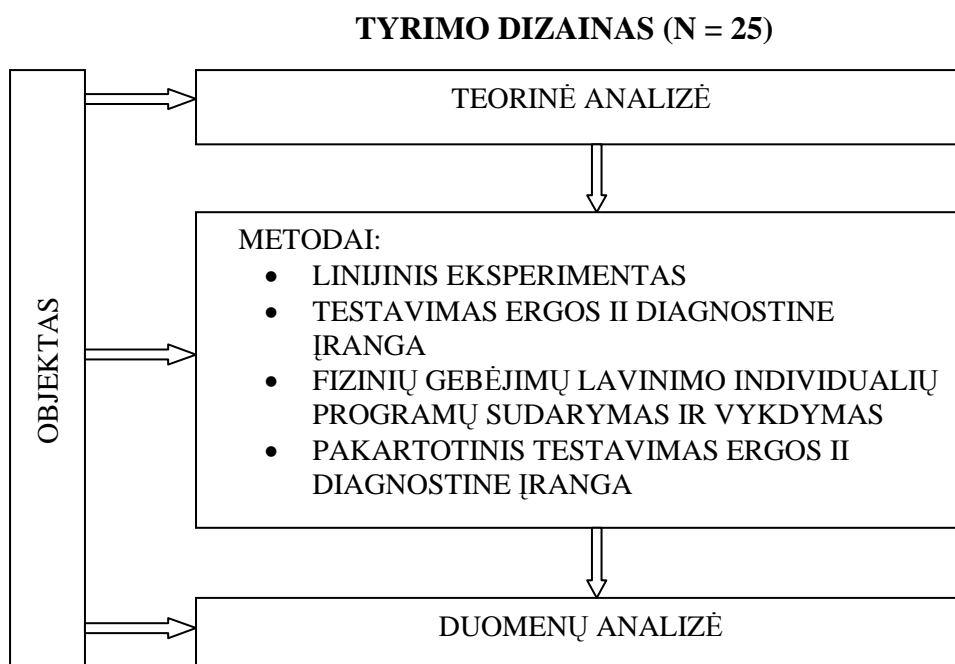 TYRIMO DIZAINAS (N = 25)
OBJEKTAS
TEORINĖ ANALIZĖ
METODAI:
• LINIJINIS EKSPERIMENTAS
• TESTAVIMAS ERGOS II DIAGNOSTINE
ĮRANGA
• FIZINIŲ GEBĖJIMŲ LAVINIMO INDIVIDUALIŲ
PROGRAMŲ SUDARYMAS IR VYKDYMAS
• PAKARTOTINIS TESTAVIMAS ERGOS II
DIAGNOSTINE ĮRANGA
DUOMENŲ ANALIZĖ